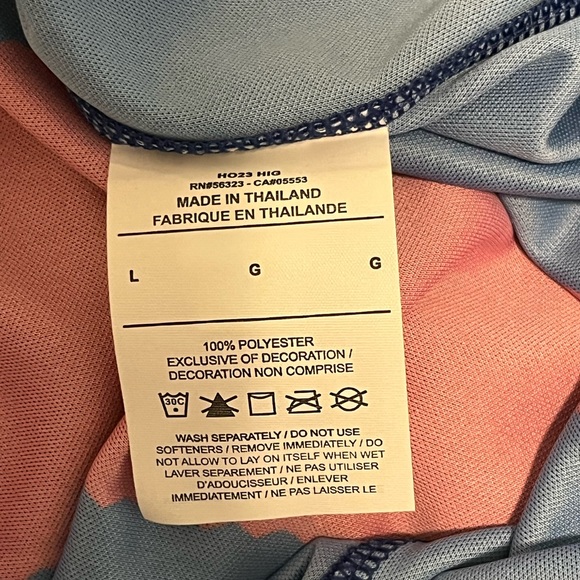 HO23 HIG
RN#56323 - CA#05553
MADE IN THAILAND
FABRIQUE EN THAILANDE
L G G
100% POLYESTER
EXCLUSIVE OF DECORATION /
DECORATION NON COMPRISE
30C
WASH SEPARATELY / DO NOT USE
SOFTENERS / REMOVE IMMEDIATELY / DO
NOT ALLOW TO LAY ON ITSELF WHEN WET
LAVER SEPAREMENT / NE PAS UTILISER
D'ADOUCISSEUR / ENLEVER
IMMEDIATEMENT / NE PAS LAISSER LE